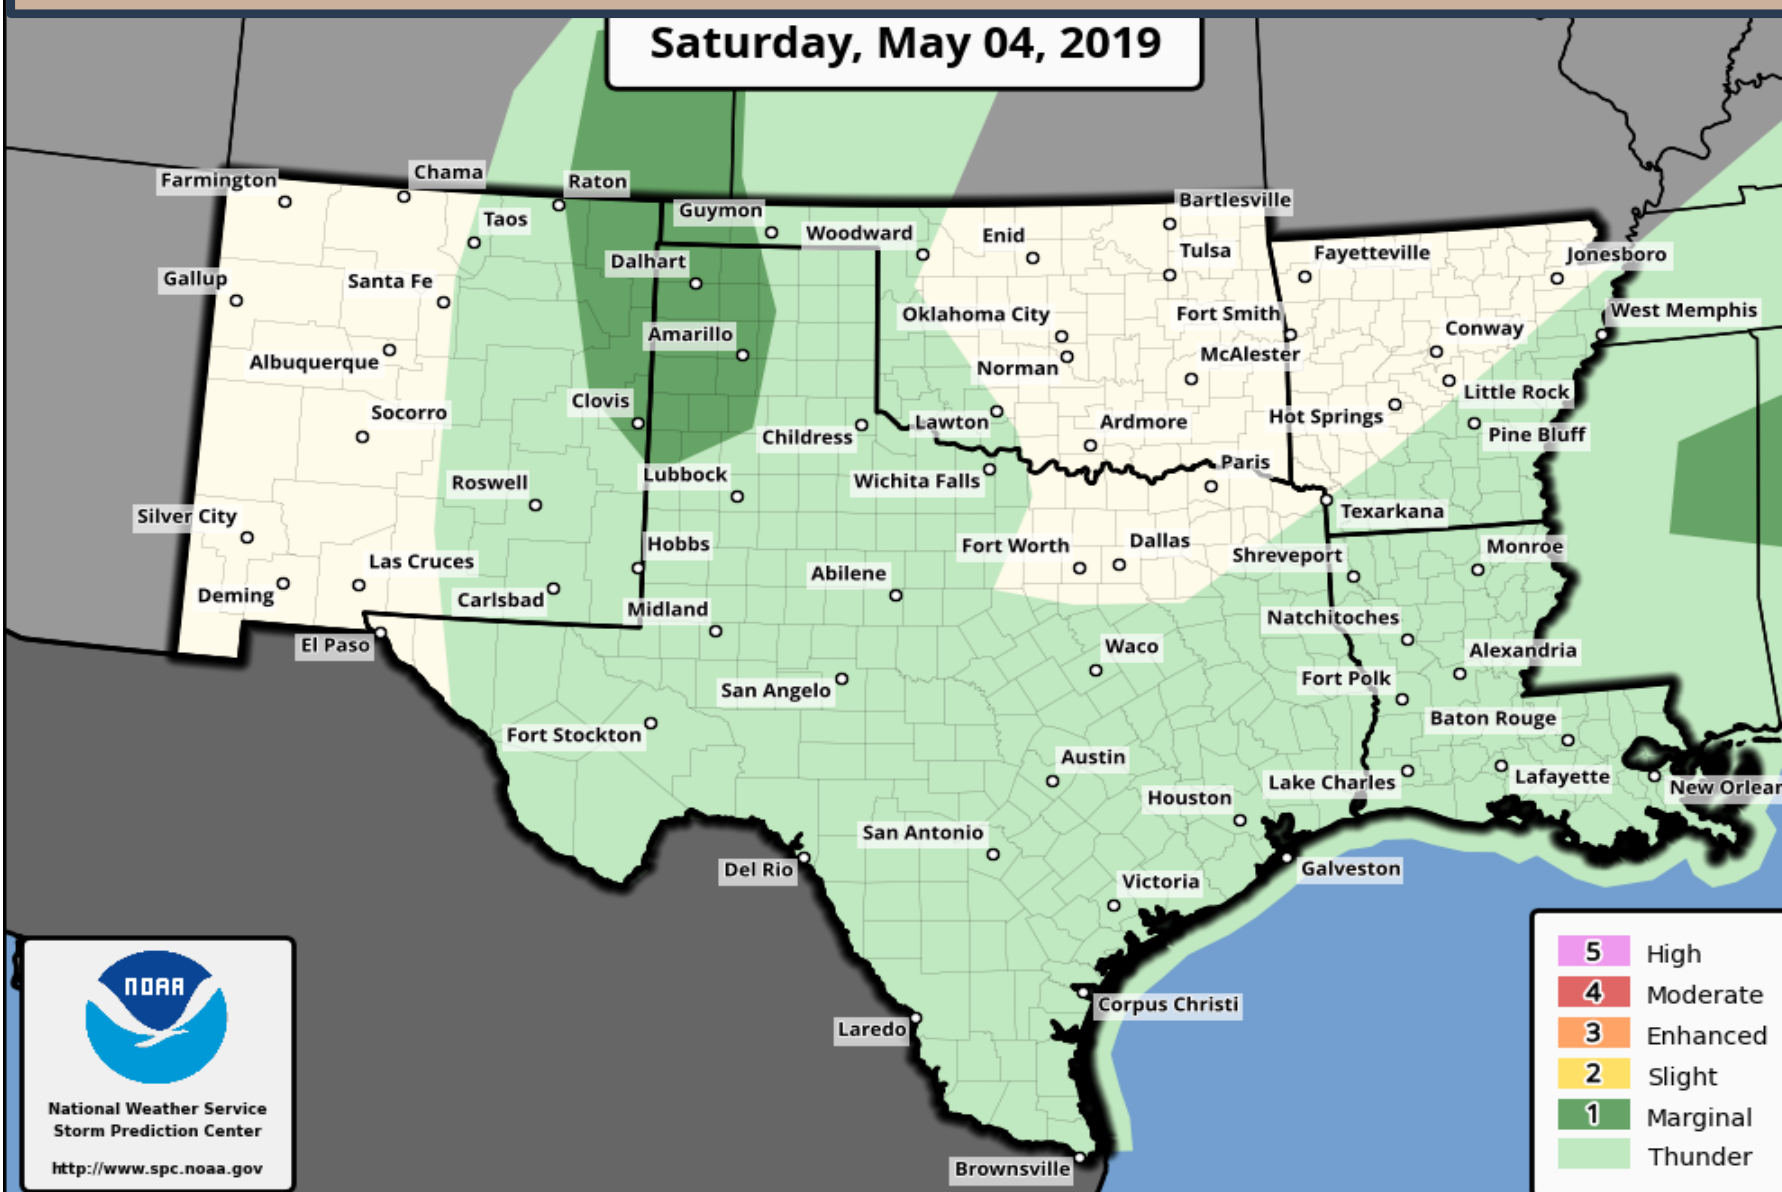 Saturday, May 04, 2019
Farmington
Chama
Raton
Taos
Guymon
Woodward
Bartlesville
Enid
Tulsa
Fayetteville
Jonesboro
Gallup
Santa Fe
Dalhart
Oklahoma City
Fort Smith
West Memphis
Albuquerque
Amarillo
Norman
McAlester
Conway
Little Rock
Socorro
Clovis
Childress
Lawton
Ardmore
Hot Springs
Pine Bluff
Roswell
Lubbock
Wichita Falls
Paris
Texarkana
Silver City
Hobbs
Fort Worth
Dallas
Shreveport
Monroe
Las Cruces
Deming
Carlsbad
Midland
Abilene
Natchitoches
El Paso
San Angelo
Waco
Alexandria
Fort Polk
Fort Stockton
Baton Rouge
Austin
Lake Charles
Lafayette
New Orlean
Houston
San Antonio
Del Rio
Galveston
Victoria
Corpus Christi
Laredo
Brownsville
NOAA
National Weather Service
Storm Prediction Center
http://www.spc.noaa.gov
5 High
4 Moderate
3 Enhanced
2 Slight
1 Marginal
Thunder